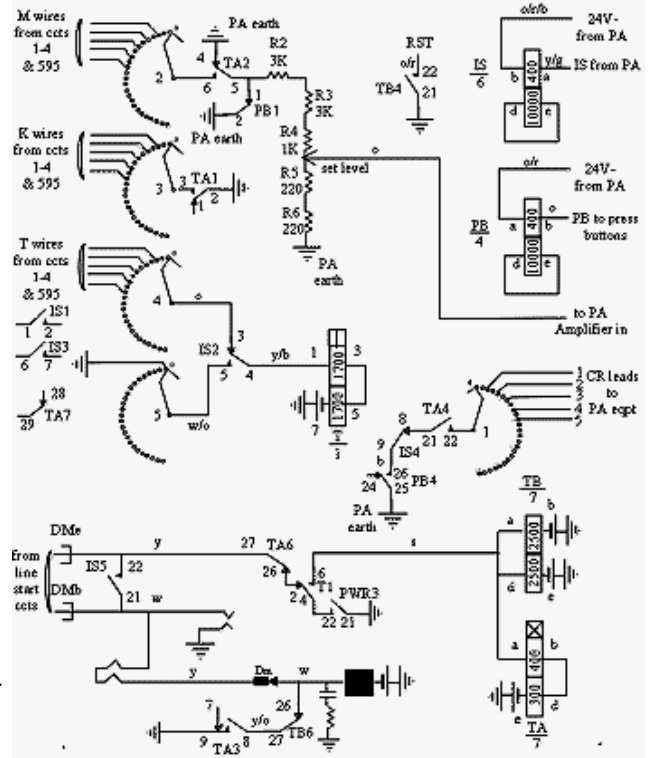 M wires
from ccts
1-4
& 595
2
PA earth
4
TA2
6
5
1
2
PB1
PA earth
R2
3K
R3
3K
R4
1K
set level
R5
220
R6
220
PA
earth
o
RST
o/r
22
TB4
21
o/r/b
24V-
from PA
IS
6
b
400
y/g
a
IS from PA
10000
d
e
o/r
24V-
from PA
PB
4
a
400
o
b
PB to press
buttons
10000
d
e
to PA
Amplifier in
K wires
from ccts
1-4
& 595
3
3
TA1
1
2
T wires
from ccts
1-4
& 595
4
o
IS1
1
2
IS3
6
7
28
29
TA7
5
w/o
3
IS2
5
4
y/b
1
1700
3
1700
7
5
1
2
3
4
5
CR leads
to
PA eqpt
1
TA4
8
21
22
9
IS4
b
26
24
25
PB4
PA
earth
TB
7
a
b
2500
2500
d
e
DMe
y
27
TA6
26
s
from
line
start
ccts
IS5
22
21
DMb
w
6
T1
2
4
PWR3
22
21
a
b
400
300
e
d
TA
7
y
Dm
w
26
7
y/o
9
TA3
8
27
TB6